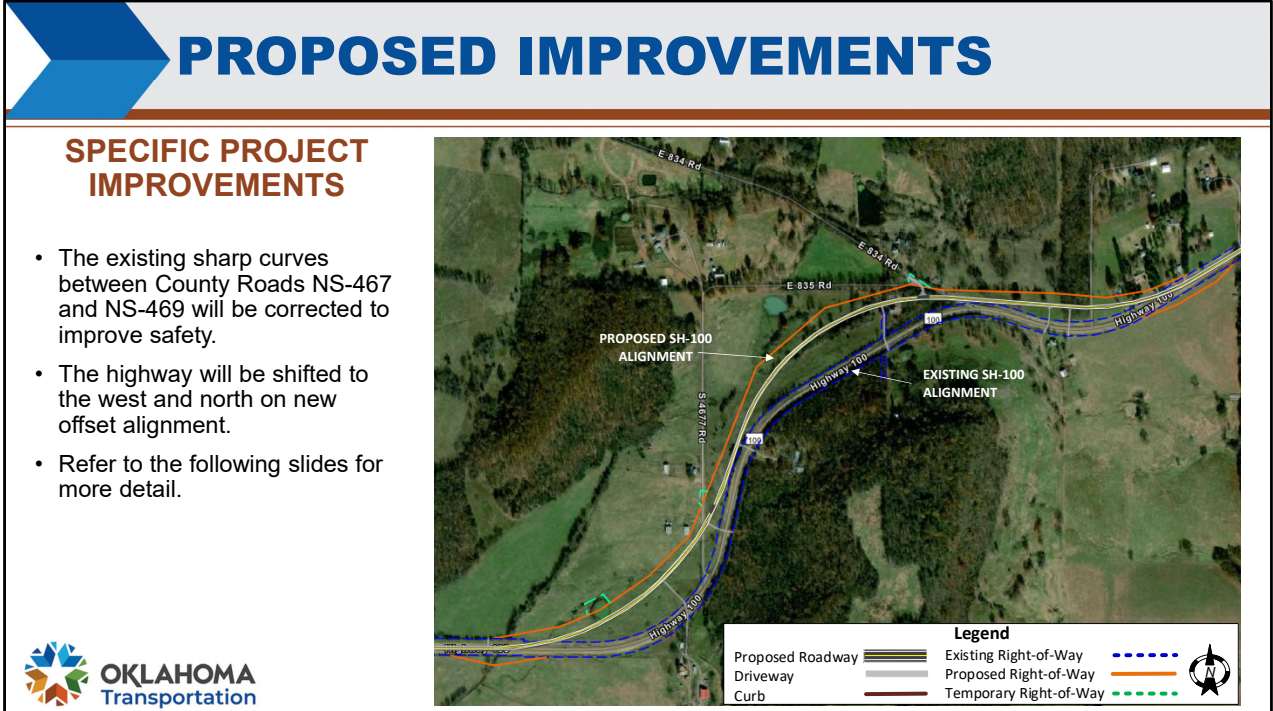 PROPOSED IMPROVEMENTS
SPECIFIC PROJECT
IMPROVEMENTS
• The existing sharp curves
between County Roads NS-467
and NS-469 will be corrected to
improve safety.
• The highway will be shifted to
the west and north on new
offset alignment.
• Refer to the following slides for
more detail.
OKLAHOMA
Transportation
E 834 Rd
E 834 Rd
E 835 Rd
PROPOSED SH-100
ALIGNMENT
100
Highway 100
Highway 100
EXISTING SH-100
ALIGNMENT
S 4677 Rd
100
Highway 100
Legend
Proposed Roadway
Driveway
Curb
Existing Right-of-Way
Proposed Right-of-Way
Temporary Right-of-Way
N